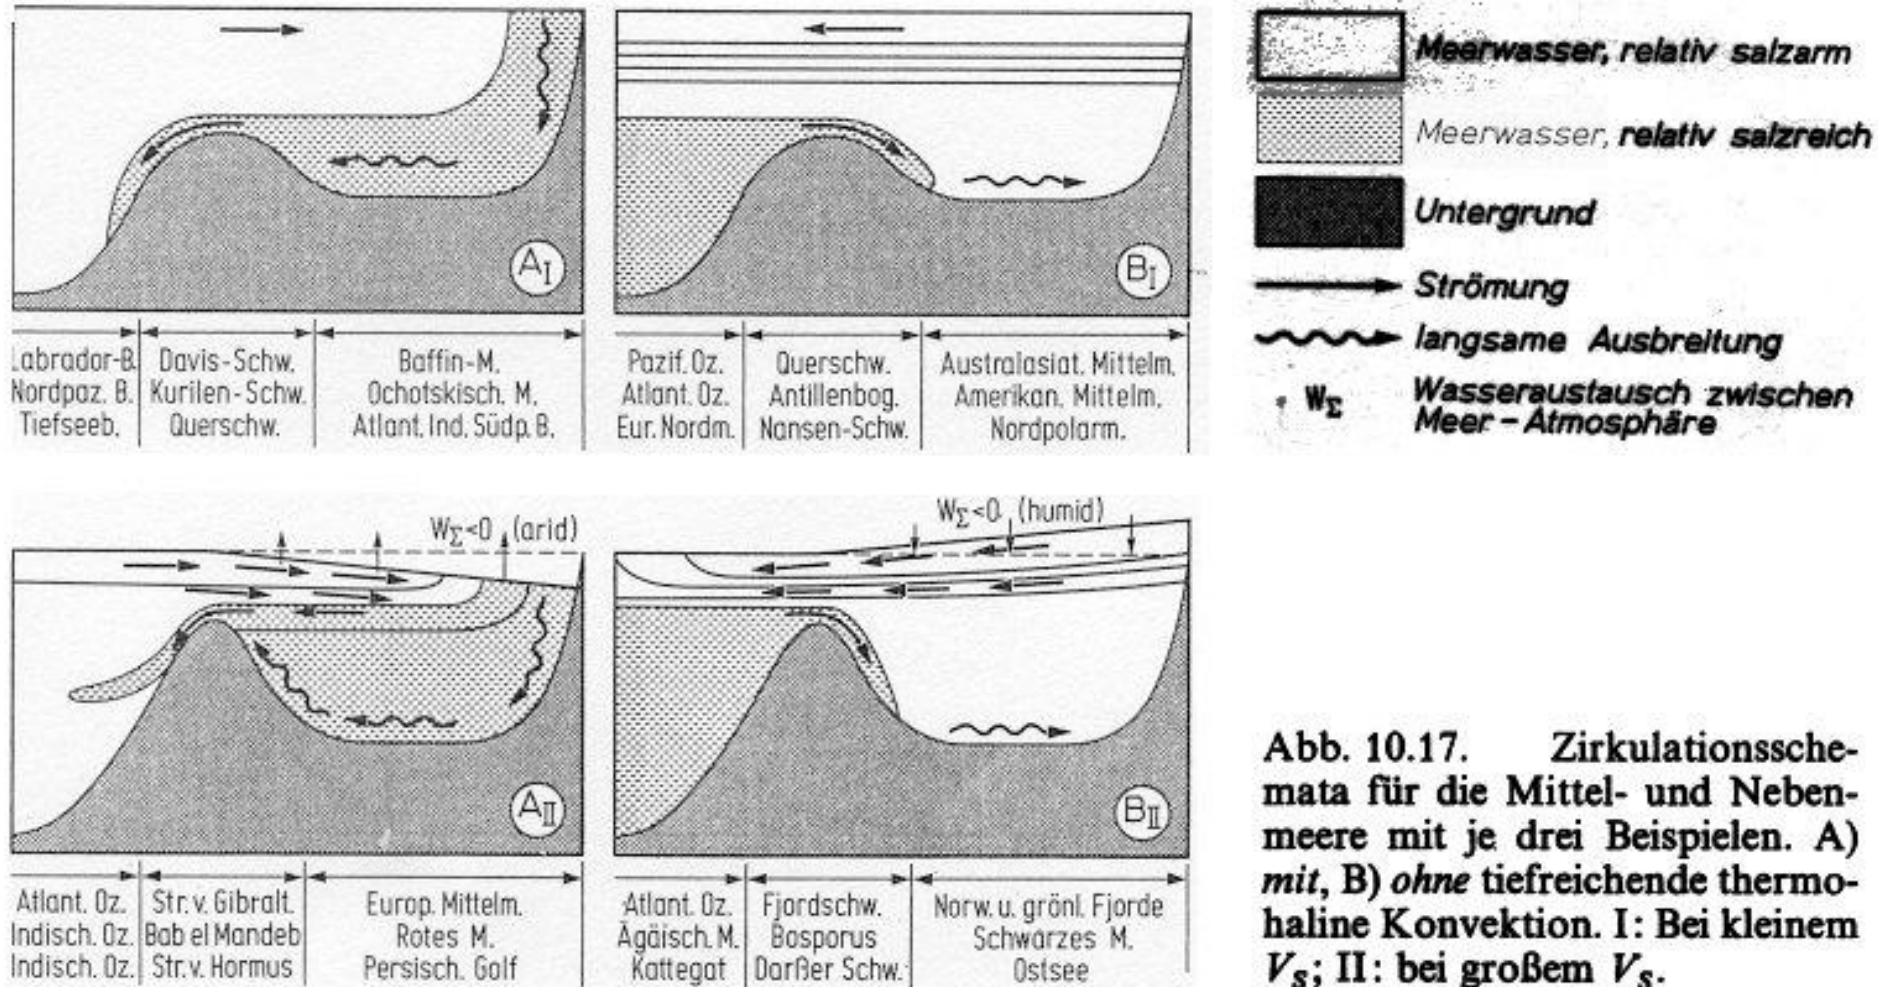 Meerwasser, relativ salzarm
Meerwasser, relativ salzreich
Untergrund
Strömung
langsame Ausbreitung
W_Σ Wasseraustausch zwischen
Meer – Atmosphäre
A_I
B_I
Labrador-B. Davis-Schw. Baffin-M.
Nordpaz. B. Kurilen-Schw. Ochotskisch. M.
Tiefseeb. Querschw. Atlant. Ind. Südp. B.
Pazif. Oz. Querschw. Australasiat. Mittelm.
Atlant. Oz. Antillenbog. Amerikan. Mittelm.
Eur. Nordm. Nansen-Schw. Nordpolarm.
W_Σ<0 (arid)
W_Σ<0 (humid)
A_II
B_II
Atlant. Oz. Str. v. Gibralt. Europ. Mittelm.
Indisch. Oz. Bab el Mandeb Rotes M.
Indisch. Oz. Str. v. Hormus Persisch. Golf
Atlant. Oz. Fjordschw. Norw. u. grönl. Fjorde
Ägäisch. M. Bosporus Schwarzes M.
Kattegat Darßer Schw. Ostsee
Abb. 10.17. Zirkulationssche-
mata für die Mittel- und Neben-
meere mit je drei Beispielen. A)
mit, B) ohne tiefreichende thermo-
haline Konvektion. I: Bei kleinem
V_S; II: bei großem V_S.